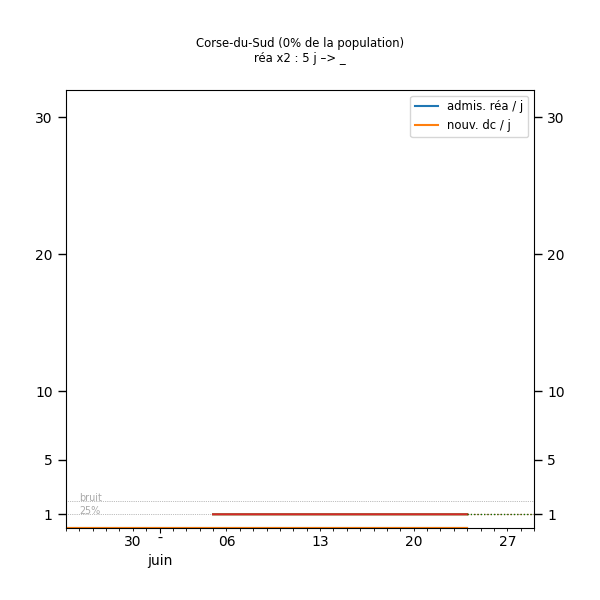 Corse-du-Sud (0% de la population)
réa x2 : 5 j –> _
admis. réa / j
nouv. dc / j
30 30
20 20
10 10
5 5
bruit
25%
1 1
30 - 06 13 20 27
juin